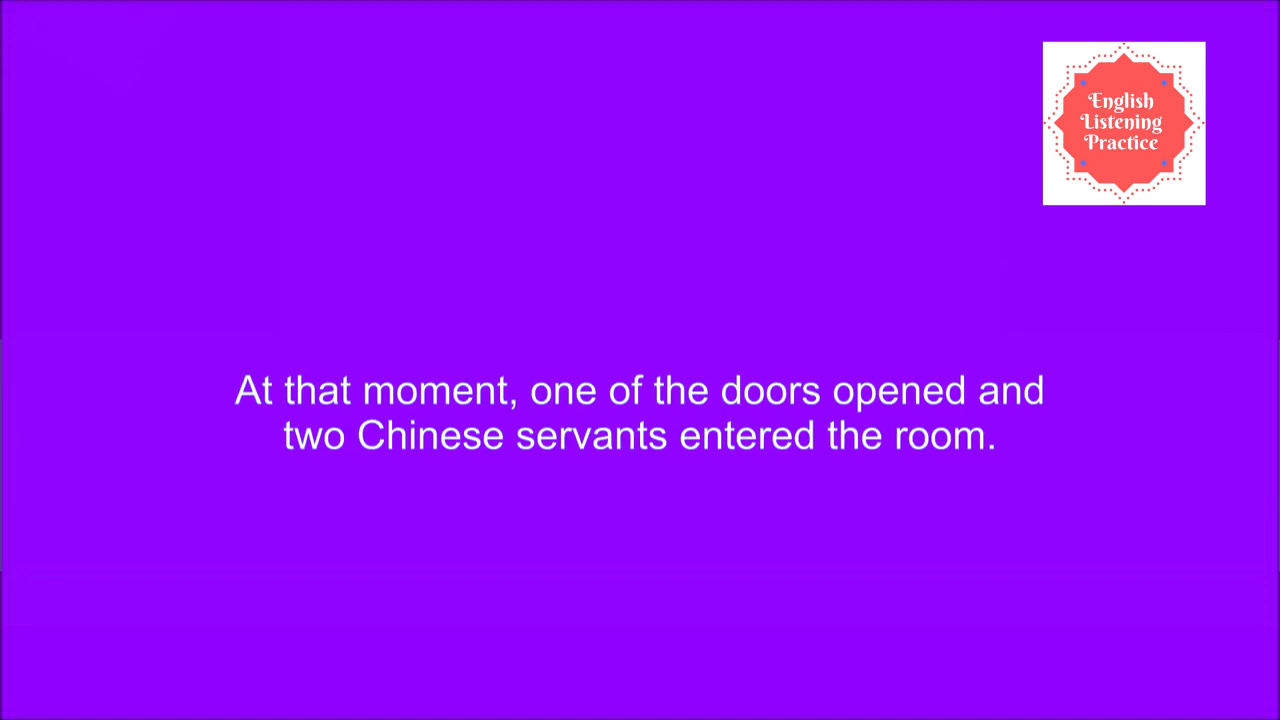 English
Listening
Practice
At that moment, one of the doors opened and
two Chinese servants entered the room.